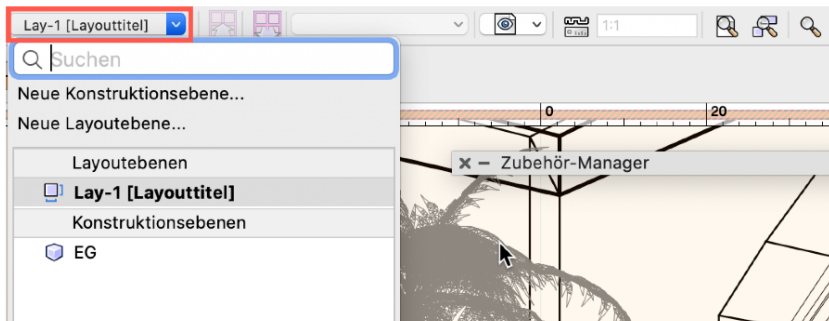 Lay-1 [Layouttitel]
1:1
Suchen
Neue Konstruktionsebene...
Neue Layoutebene...
0
20
Layoutebenen
Zubehör-Manager
Lay-1 [Layouttitel]
Konstruktionsebenen
EG